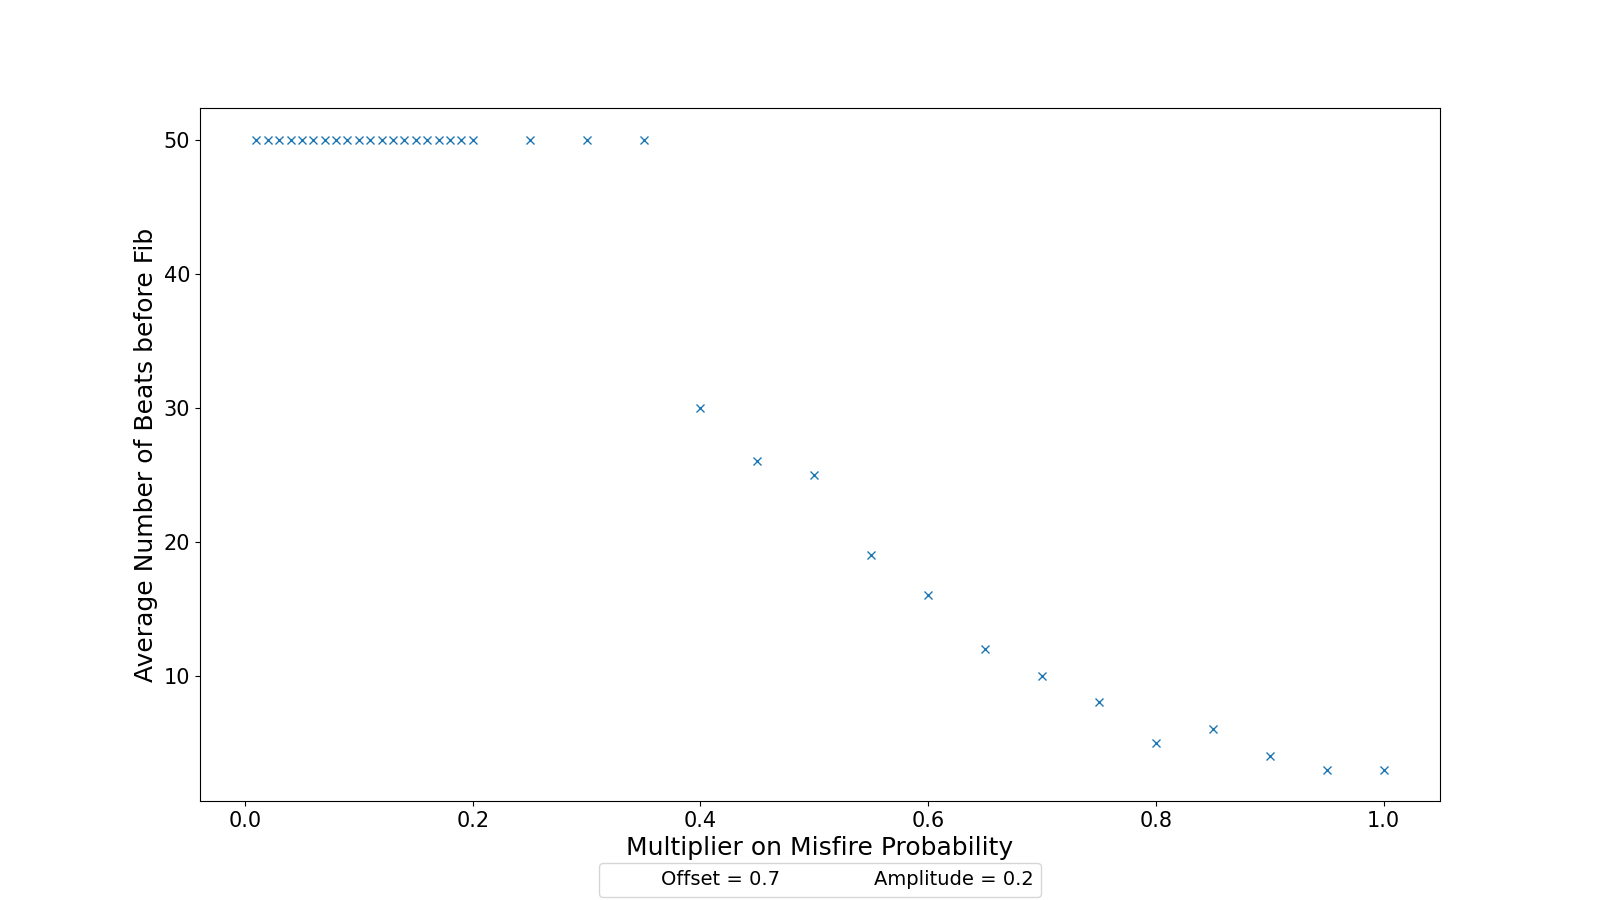 50
40
30
20
10
Average Number of Beats before Fib
0.0 0.2 0.4 0.6 0.8 1.0
Multiplier on Misfire Probability
Offset = 0.7 Amplitude = 0.2